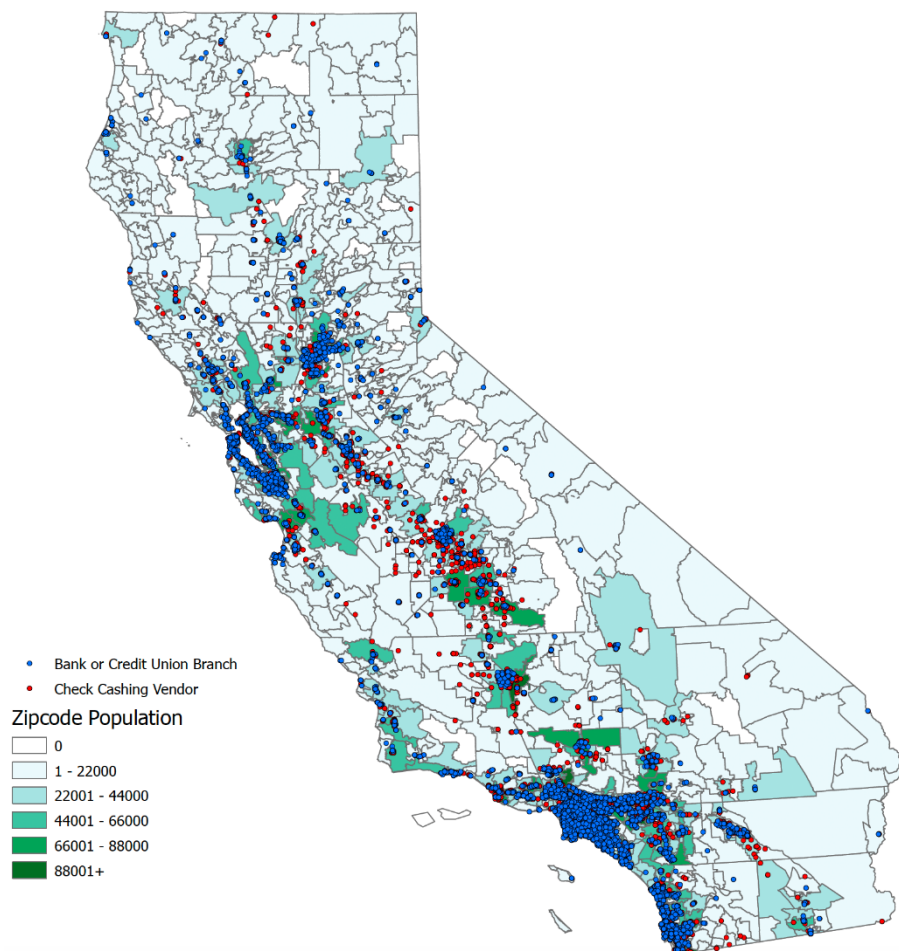 Bank or Credit Union Branch
Check Cashing Vendor
Zipcode Population
0
1 - 22000
22001 - 44000
44001 - 66000
66001 - 88000
88001+